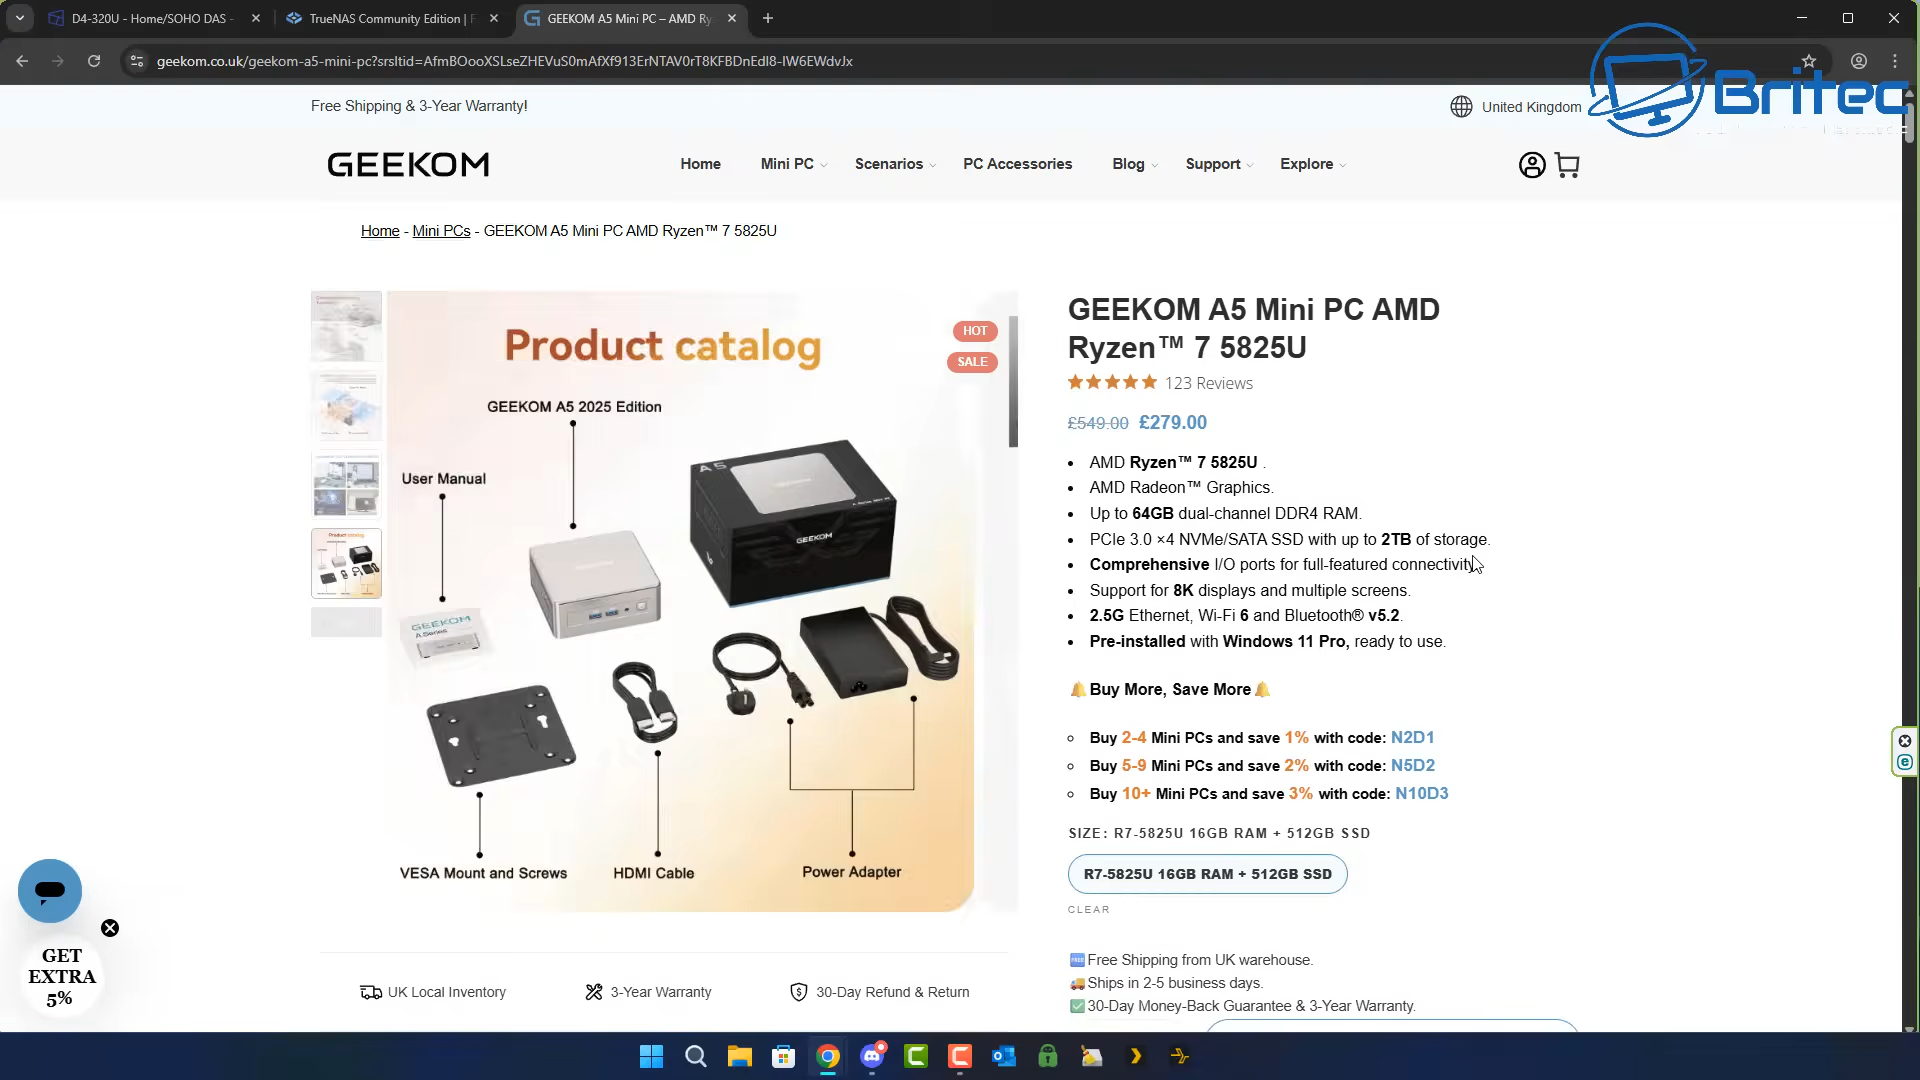 D4-320U - Home/SOHO DAS -
TrueNAS Community Edition |
GEEKOM A5 Mini PC – AMD Ry
geekom.co.uk/geekom-a5-mini-pc?srsltid=AfmBOooXSLseZHEVuS0mAfXf913ErNTAV0rT8KFBDnEdl8-IW6EWdvJx
Britec
Free Shipping & 3-Year Warranty!
United Kingdom
GEEKOM
Home
Mini PC
Scenarios
PC Accessories
Blog
Support
Explore
Home - Mini PCs - GEEKOM A5 Mini PC AMD Ryzen™ 7 5825U
Product catalog
HOT
SALE
GEEKOM A5 2025 Edition
User Manual
A5
GEEKOM
GEEKOM
A Series
VESA Mount and Screws
HDMI Cable
Power Adapter
GEEKOM A5 Mini PC AMD
Ryzen™ 7 5825U
123 Reviews
£549.00 £279.00
AMD Ryzen™ 7 5825U .
AMD Radeon™ Graphics.
Up to 64GB dual-channel DDR4 RAM.
PCIe 3.0 ×4 NVMe/SATA SSD with up to 2TB of storage.
Comprehensive I/O ports for full-featured connectivity
Support for 8K displays and multiple screens.
2.5G Ethernet, Wi-Fi 6 and Bluetooth® v5.2.
Pre-installed with Windows 11 Pro, ready to use.
Buy More, Save More
Buy 2-4 Mini PCs and save 1% with code: N2D1
Buy 5-9 Mini PCs and save 2% with code: N5D2
Buy 10+ Mini PCs and save 3% with code: N10D3
SIZE: R7-5825U 16GB RAM + 512GB SSD
R7-5825U 16GB RAM + 512GB SSD
CLEAR
Free Shipping from UK warehouse.
Ships in 2-5 business days.
30-Day Money-Back Guarantee & 3-Year Warranty.
UK Local Inventory
3-Year Warranty
30-Day Refund & Return
GET
EXTRA
5%